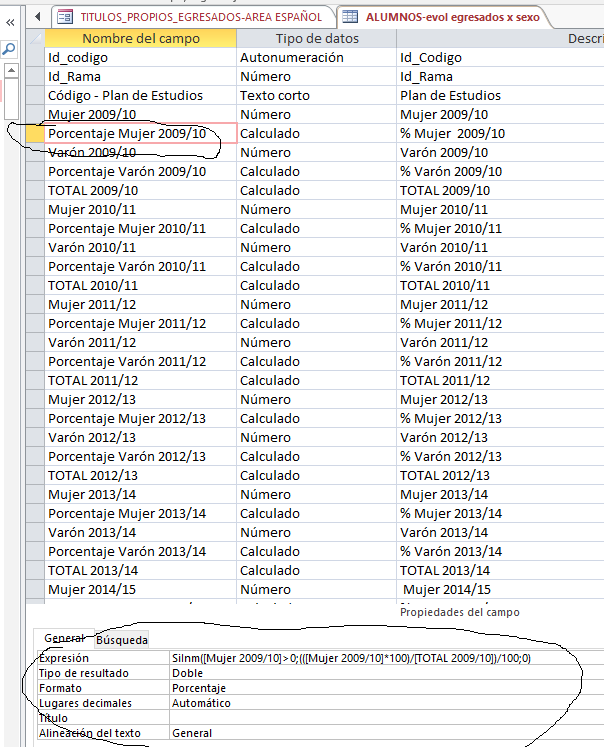 TITULOS_PROPIOS_EGRESADOS-AREA ESPAÑOL ALUMNOS-evol egresados x sexo
Nombre del campo Tipo de datos Descri
Id_codigo Autonumeración Id_Codigo
Id_Rama Número Id_Rama
Código - Plan de Estudios Texto corto Plan de Estudios
Mujer 2009/10 Número Mujer 2009/10
Porcentaje Mujer 2009/10 Calculado % Mujer 2009/10
Varón 2009/10 Número Varón 2009/10
Porcentaje Varón 2009/10 Calculado % Varón 2009/10
TOTAL 2009/10 Calculado TOTAL 2009/10
Mujer 2010/11 Número Mujer 2010/11
Porcentaje Mujer 2010/11 Calculado % Mujer 2010/11
Varón 2010/11 Número Varón 2010/11
Porcentaje Varón 2010/11 Calculado % Varón 2010/11
TOTAL 2010/11 Calculado TOTAL 2010/11
Mujer 2011/12 Número Mujer 2011/12
Porcentaje Mujer 2011/12 Calculado % Mujer 2011/12
Varón 2011/12 Número Varón 2011/12
Porcentaje Varón 2011/12 Calculado % Varón 2011/12
TOTAL 2011/12 Calculado TOTAL 2011/12
Mujer 2012/13 Número Mujer 2012/13
Porcentaje Mujer 2012/13 Calculado % Mujer 2012/13
Varón 2012/13 Número Varón 2012/13
Porcentaje Varón 2012/13 Calculado % Varón 2012/13
TOTAL 2012/13 Calculado TOTAL 2012/13
Mujer 2013/14 Número Mujer 2013/14
Porcentaje Mujer 2013/14 Calculado % Mujer 2013/14
Varón 2013/14 Número Varón 2013/14
Porcentaje Varón 2013/14 Calculado % Varón 2013/14
TOTAL 2013/14 Calculado TOTAL 2013/14
Mujer 2014/15 Número Mujer 2014/15
Propiedades del campo
General Búsqueda
Expresión SiInm([Mujer 2009/10]>0;(([Mujer 2009/10]*100)/[TOTAL 2009/10])/100;0)
Tipo de resultado Doble
Formato Porcentaje
Lugares decimales Automático
Título
Alineación del texto General